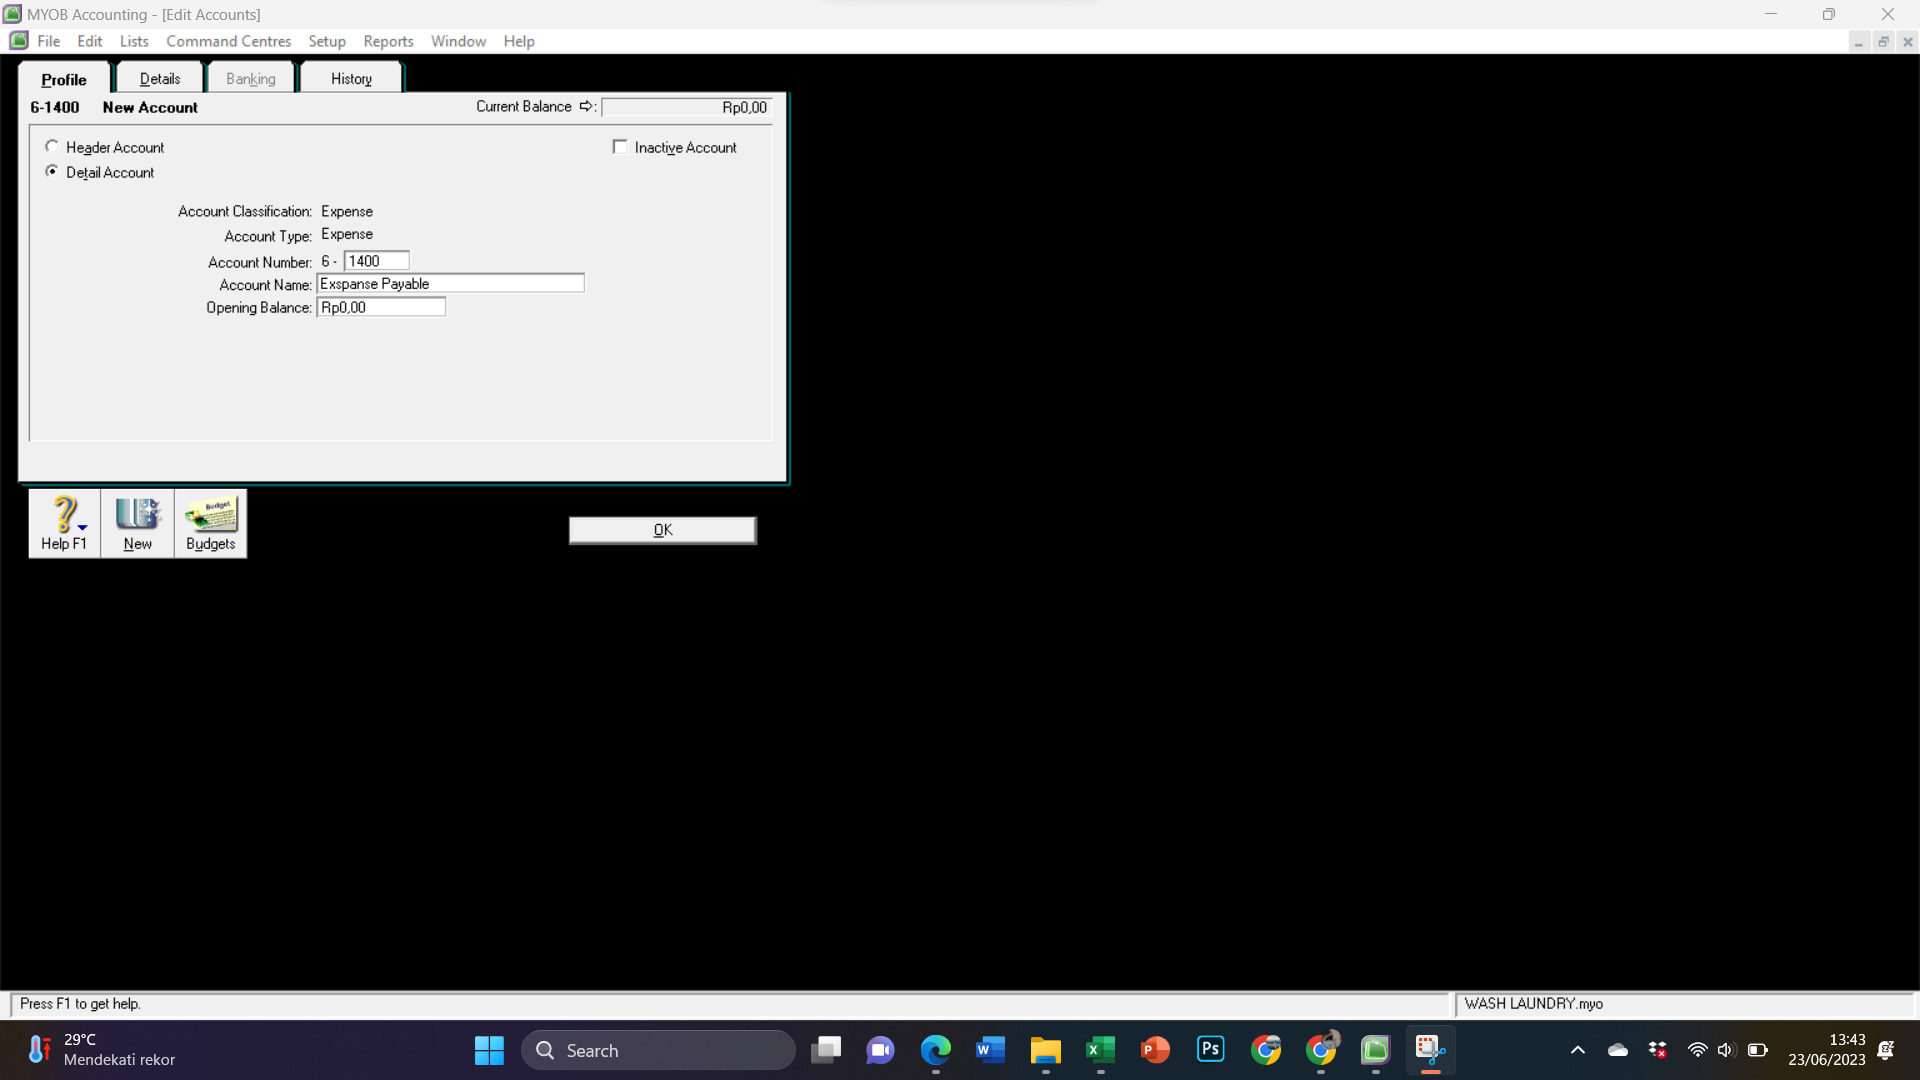 MYOB Accounting - [Edit Accounts]
File Edit Lists Command Centres Setup Reports Window Help
Profile Details Banking History
6-1400 New Account Current Balance ⇨: Rp0,00
Header Account Inactive Account
Detail Account
Account Classification: Expense
Account Type: Expense
Account Number: 6 - 1400
Account Name: Exspanse Payable
Opening Balance: Rp0,00
Budget
Help F1 New Budgets
OK
Press F1 to get help. WASH LAUNDRY.myo
29°C
Mendekati rekor
Search
Ps
13:43
23/06/2023